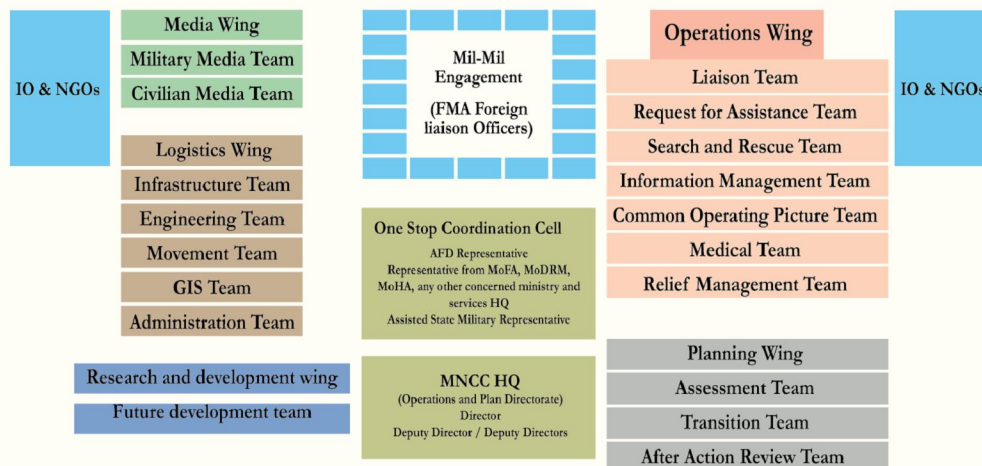 IO & NGOs
Media Wing
Military Media Team
Civilian Media Team
Logistics Wing
Infrastructure Team
Engineering Team
Movement Team
GIS Team
Administration Team
Research and development wing
Future development team
Mil-Mil
Engagement
(FMA Foreign
liaison Officers)
One Stop Coordination Cell
AFD Representative
Representative from MoFA, MoDRM,
MoHA, any other concerned ministry and
services HQ
Assisted State Military Representative
MNCC HQ
(Operations and Plan Directorate)
Director
Deputy Director / Deputy Directors
Operations Wing
Liaison Team
Request for Assistance Team
Search and Rescue Team
Information Management Team
Common Operating Picture Team
Medical Team
Relief Management Team
Planning Wing
Assessment Team
Transition Team
After Action Review Team
IO & NGOs